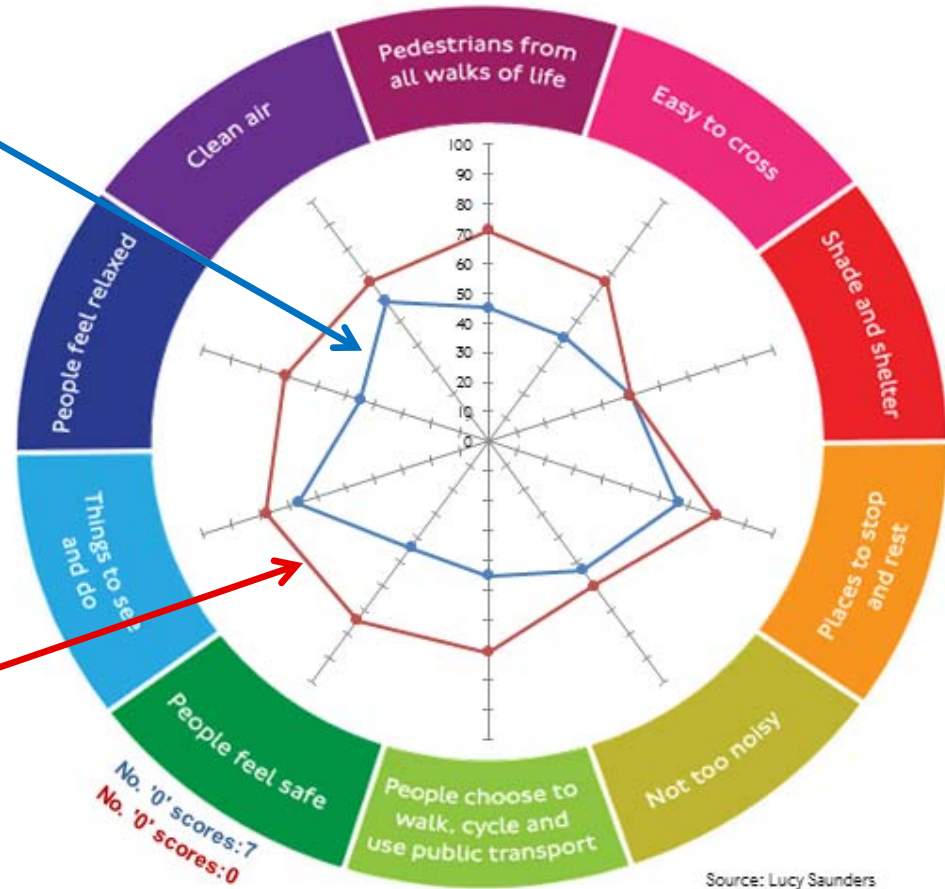 Pedestrians from
all walks of life
Easy to cross
Shade and shelter
Places to stop
and rest
Not too noisy
People choose to
walk, cycle and
use public transport
People feel safe
Things to see
and do
People feel relaxed
Clean air
100
90
80
70
60
50
40
30
20
10
0
No. '0' scores:7
No. '0' scores:0
Source: Lucy Saunders